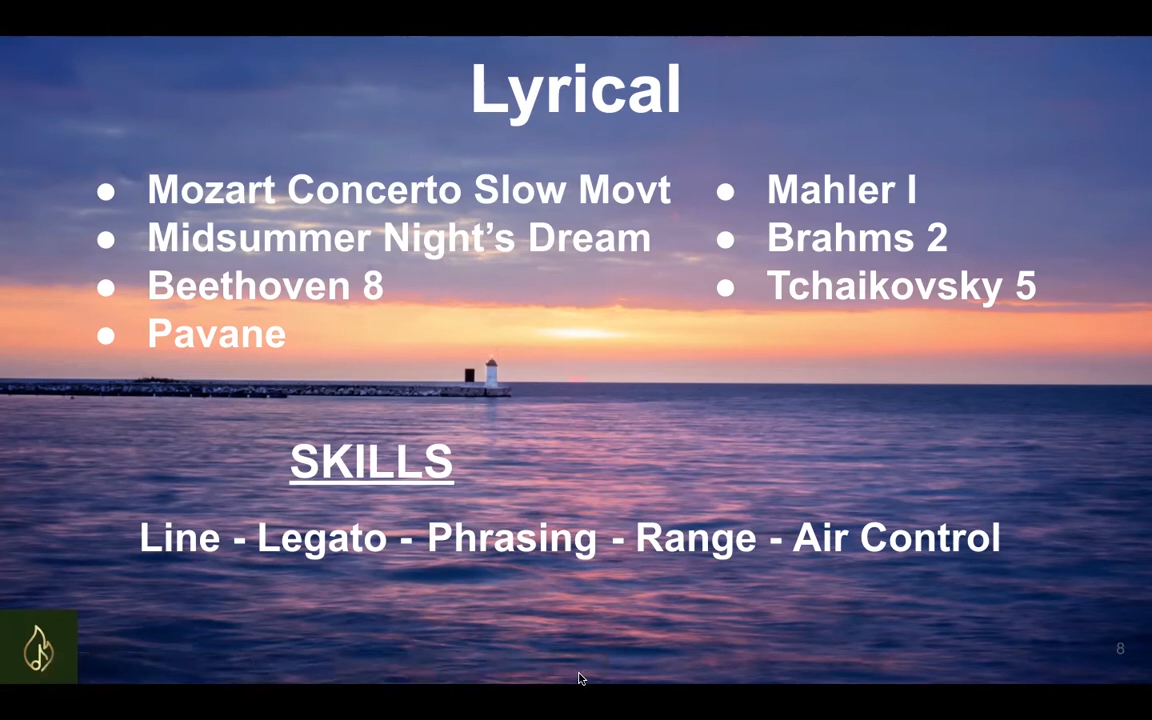 Lyrical
● Mozart Concerto Slow Movt
● Midsummer Night’s Dream
● Beethoven 8
● Pavane
● Mahler I
● Brahms 2
● Tchaikovsky 5
SKILLS
Line - Legato - Phrasing - Range - Air Control
8